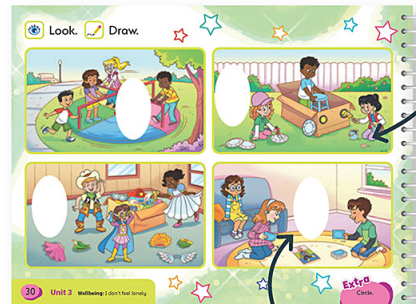 Look. Draw.
30 Unit 3 Wellbeing: I don't feel lonely.
Extra
Circle.